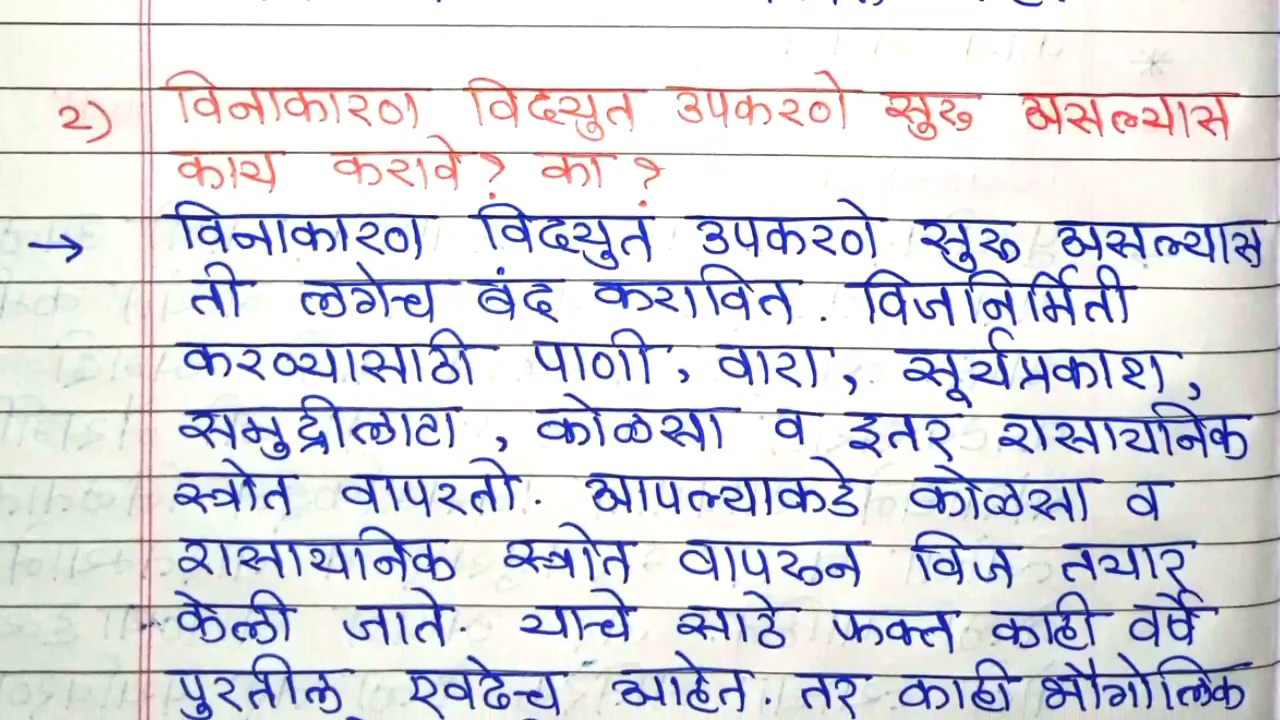 2) विनाकारण विद्युत उपकरणे सुरु असल्यास
काय करावे? का?
→ विनाकारण विद्युत उपकरणे सुरु असल्यास
ती लगेच बंद करावित. विजनिर्मिती
करण्यासाठी पाणी, वारा, सूर्यप्रकाश,
समुद्रीलाटा, कोळसा व इतर रासायनिक
स्त्रोत वापरतो. आपल्याकडे कोळसा व
रासायनिक स्त्रोत वापरून विज तयार
केली जाते. याचे साठे फक्त काही वर्षे
पुरतील एवढेच आहेत. तर काही भौगोलिक